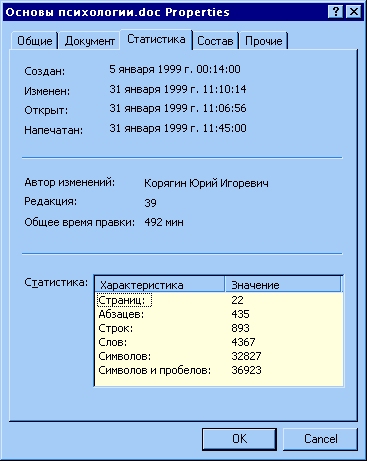 Основы психологии.doc Properties
Общие Документ Статистика Состав Прочие
Создан: 5 января 1999 г. 00:14:00
Изменен: 31 января 1999 г. 11:10:14
Открыт: 31 января 1999 г. 11:06:56
Напечатан: 31 января 1999 г. 11:45:00
Автор изменений: Корягин Юрий Игоревич
Редакция: 39
Общее время правки: 492 мин
Статистика:
Характеристика Значение
Страниц: 22
Абзацев: 435
Строк: 893
Слов: 4367
Символов: 32827
Символов и пробелов: 36923
OK Cancel